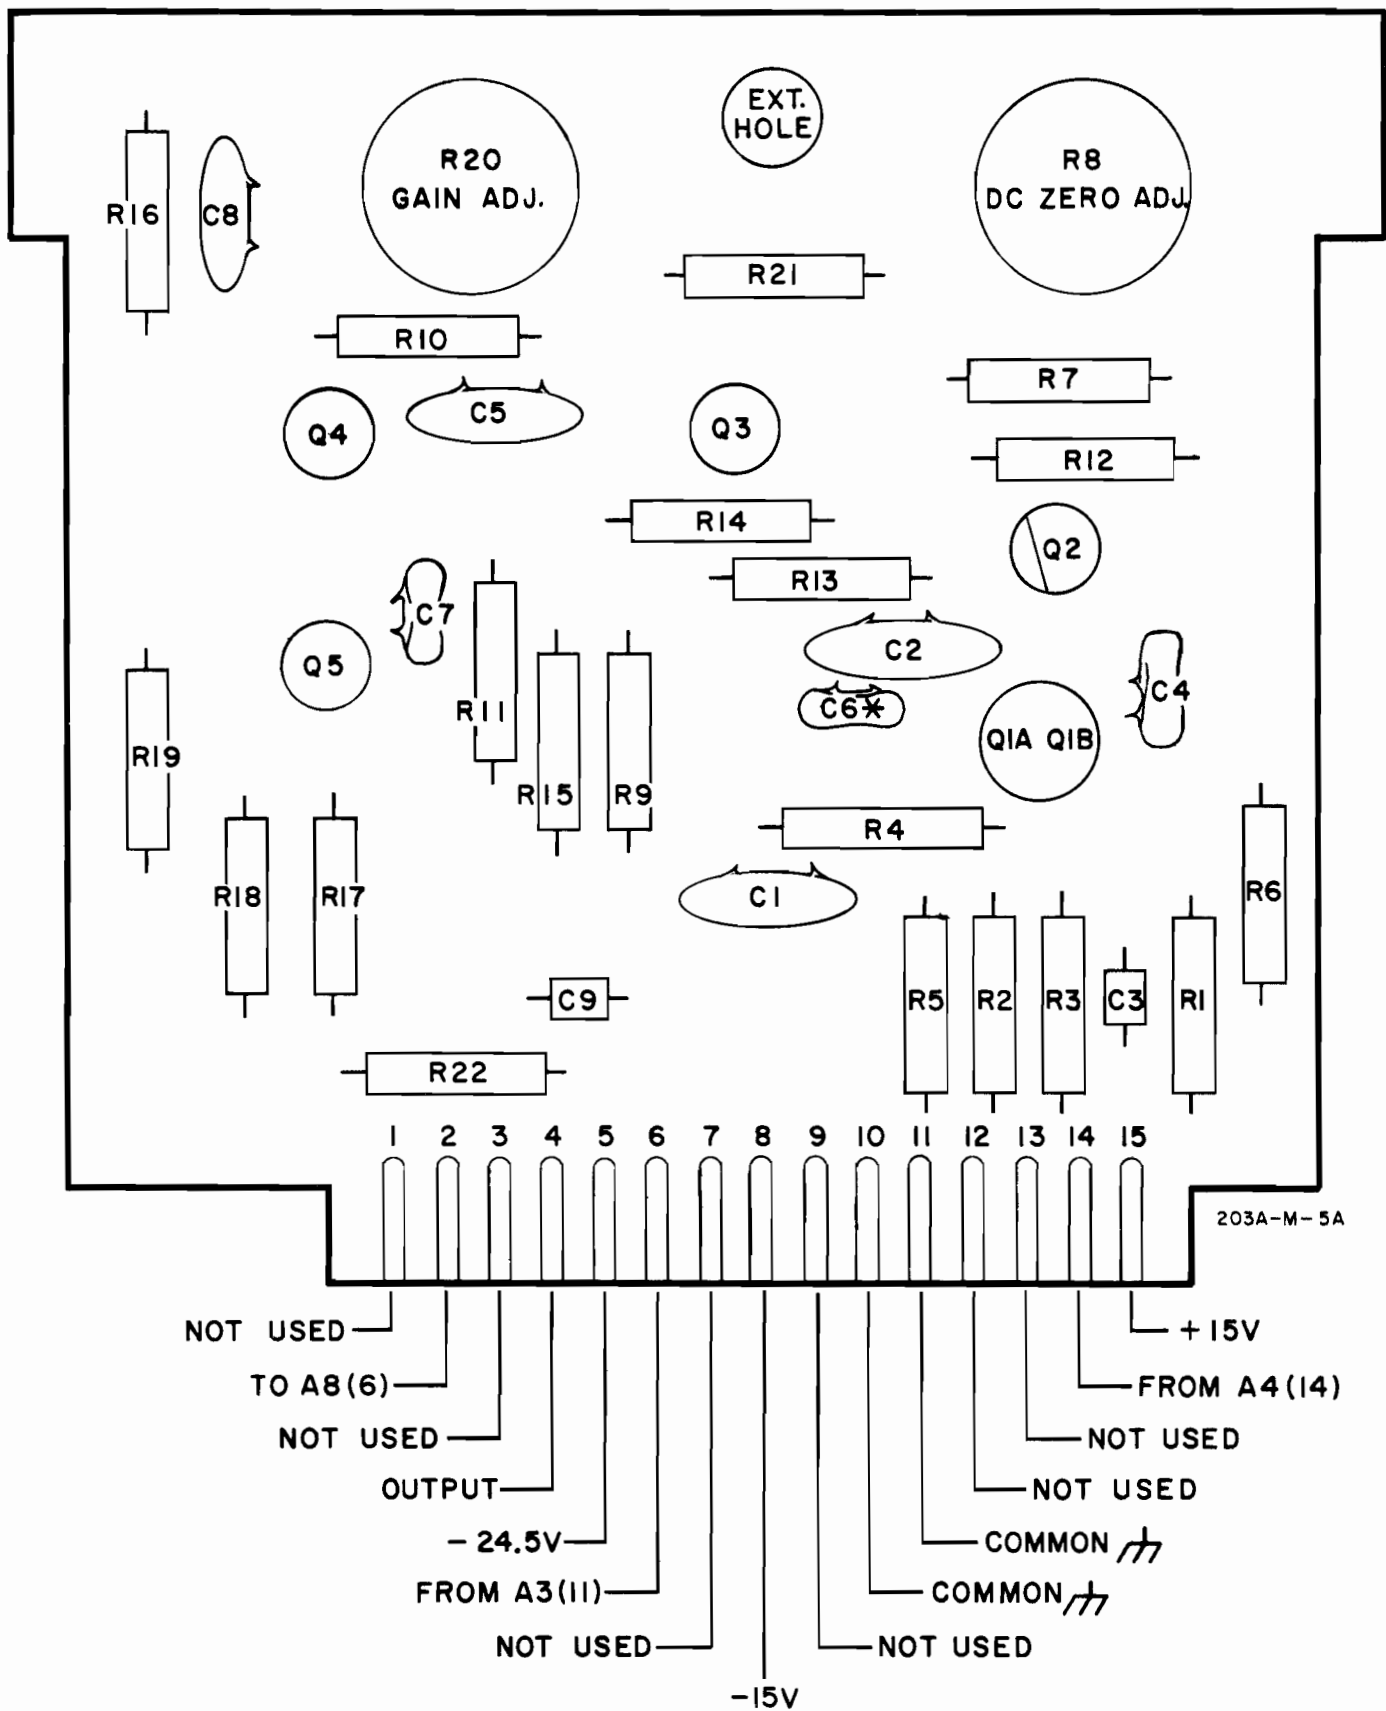 EXT.
HOLE
R20
GAIN ADJ.
R8
DC ZERO ADJ.
R16
C8
R21
R10
R7
C5
Q4
Q3
R12
R14
Q2
R13
C7
C2
Q5
C4
R11
C6*
Q1A Q1B
R19
R15
R9
R4
R18
R17
C1
R6
C9
R5
R2
R3
C3
R1
R22
1 2 3 4 5 6 7 8 9 10 11 12 13 14 15
203A-M-5A
NOT USED
+15V
TO A8(6)
FROM A4(14)
NOT USED
NOT USED
OUTPUT
NOT USED
-24.5V
COMMON
FROM A3(11)
COMMON
NOT USED
NOT USED
-15V